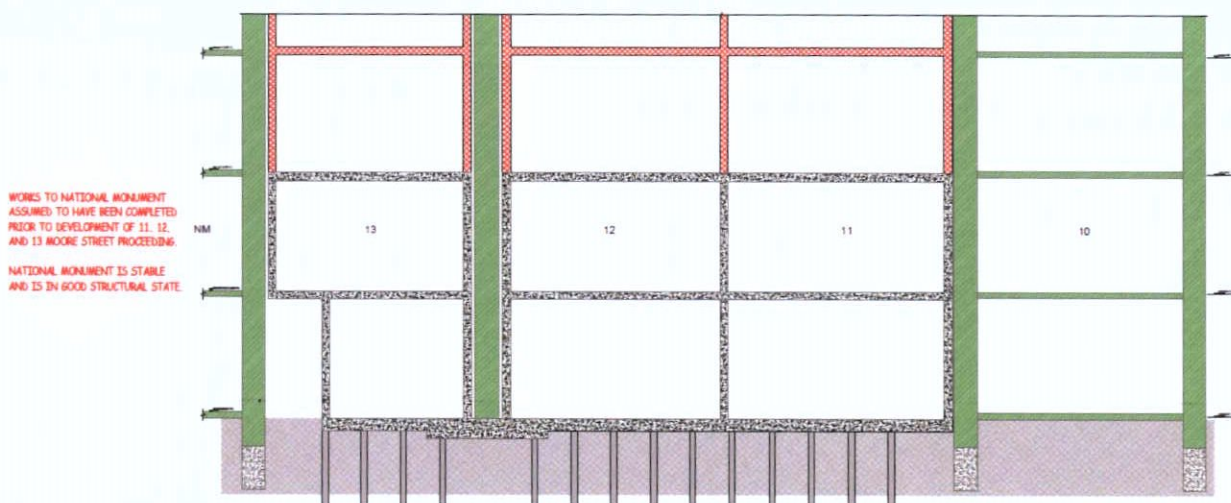 WORKS TO NATIONAL MONUMENT
ASSUMED TO HAVE BEEN COMPLETED
PRIOR TO DEVELOPMENT OF 11, 12,
AND 13 MOORE STREET PROCEEDING.
NATIONAL MONUMENT IS STABLE
AND IS IN GOOD STRUCTURAL STATE.
NM
13
12
11
10